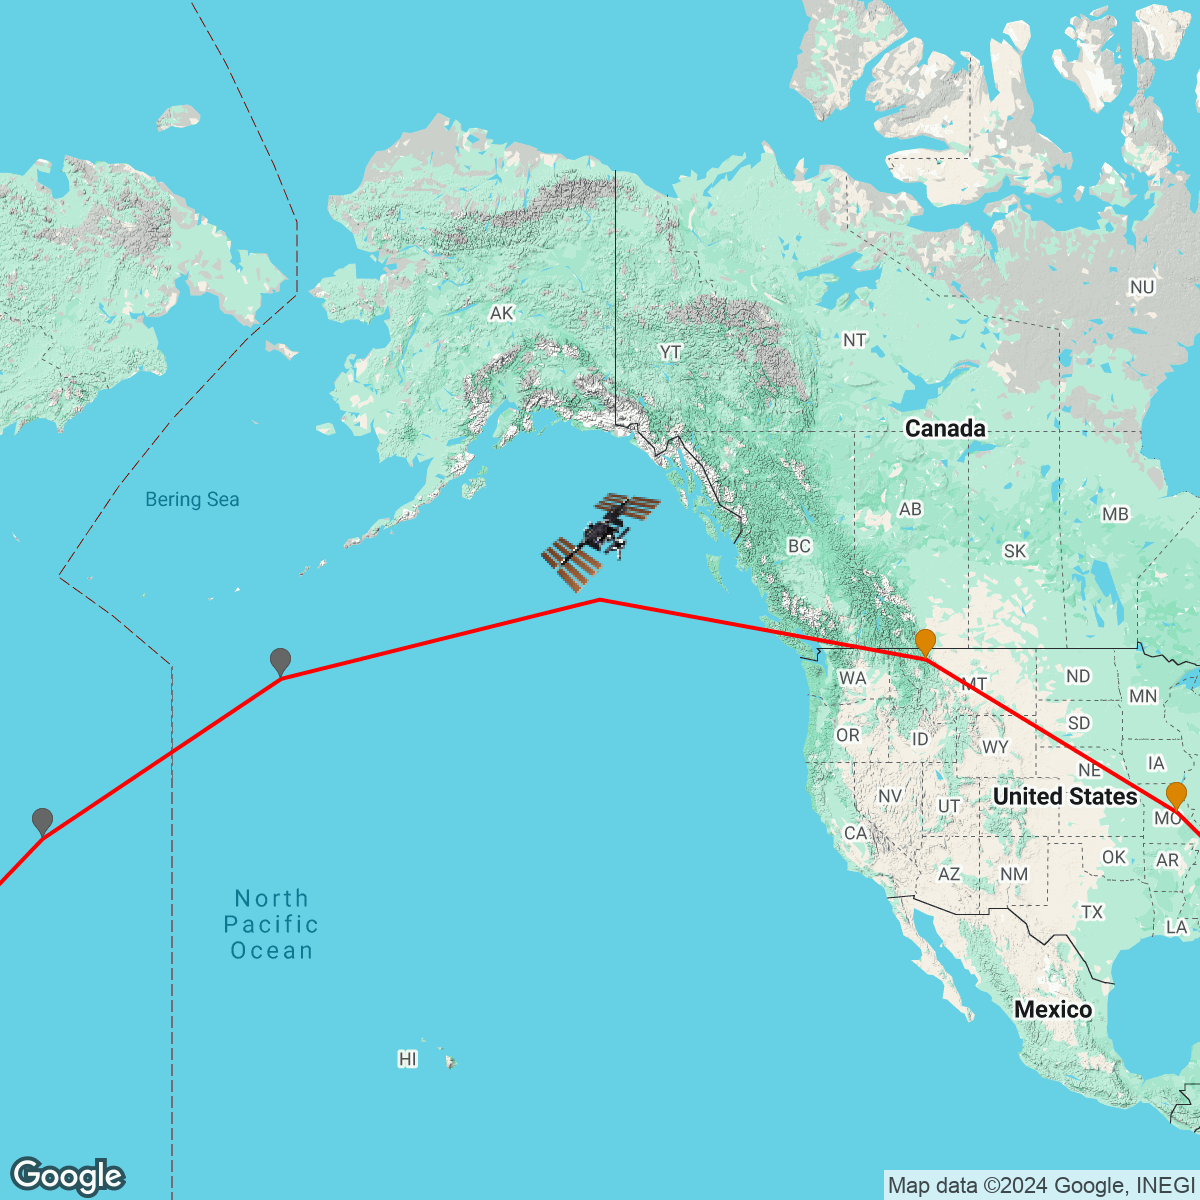 NU
AK
NT
YT
Canada
Bering Sea
AB
MB
BC
SK
WA
MT
ND
MN
OR
ID
SD
WY
IA
NE
NV
UT
United States
CA
MO
OK
AR
AZ
NM
TX
LA
North
Pacific
Ocean
Mexico
HI
Google
Map data ©2024 Google, INEGI